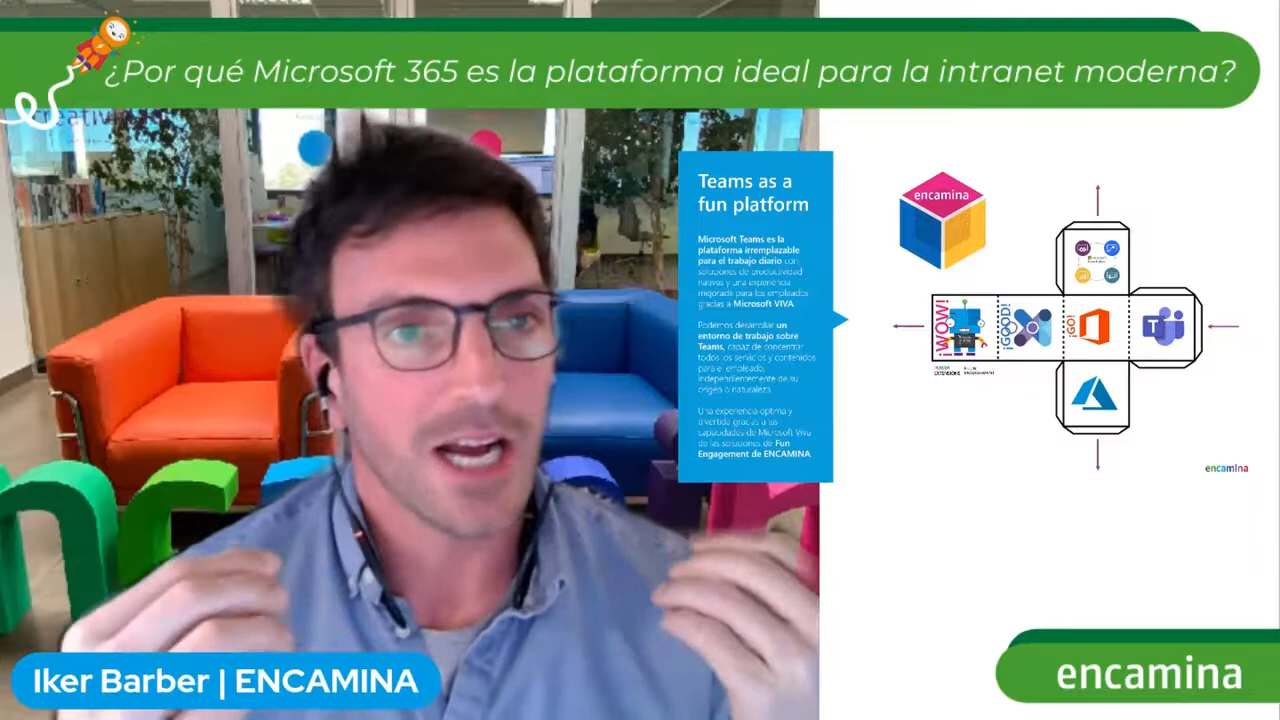 ¿Por qué Microsoft 365 es la plataforma ideal para la intranet moderna?
Teams as a
fun platform
Microsoft Teams es la
plataforma irremplazable
para el trabajo diario con
soluciones de productividad
nativas y una experiencia
mejorada para los empleados
gracias a Microsoft VIVA
Podemos desarrollar un
entorno de trabajo sobre
Teams, capaz de concentrar
todos los servicios y contenidos
para el empleado,
independientemente de su
origen o naturaleza.
Una experiencia optima y
divertida gracias a las
capacidades de Microsoft Viva
de las soluciones de Fun
Engagement de ENCAMINA
encamina
¡WOW!
¡GOOD!
¡GO!
T
encamina
Iker Barber | ENCAMINA
encamina